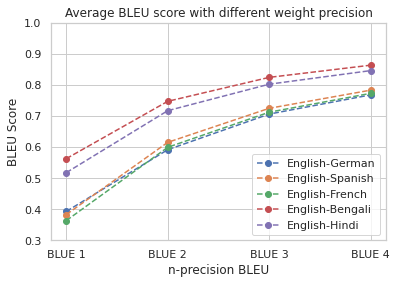 Average BLEU score with different weight precision
1.0
0.9
0.8
0.7
0.6
0.5
0.4
0.3
BLEU Score
English-German
English-Spanish
English-French
English-Bengali
English-Hindi
BLUE 1 BLUE 2 BLUE 3 BLUE 4
n-precision BLEU